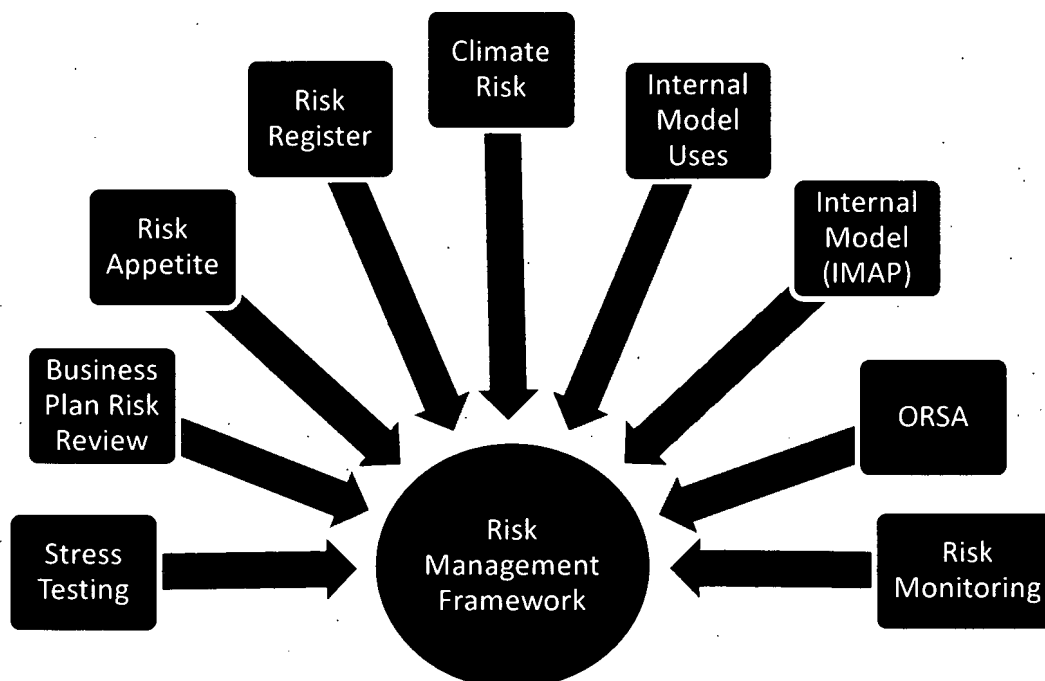 Climate
Risk
Risk
Register
Internal
Model
Uses
Risk
Appetite
Internal
Model
(IMAP)
Business
Plan Risk
Review
ORSA
Stress
Testing
Risk
Management
Framework
Risk
Monitoring